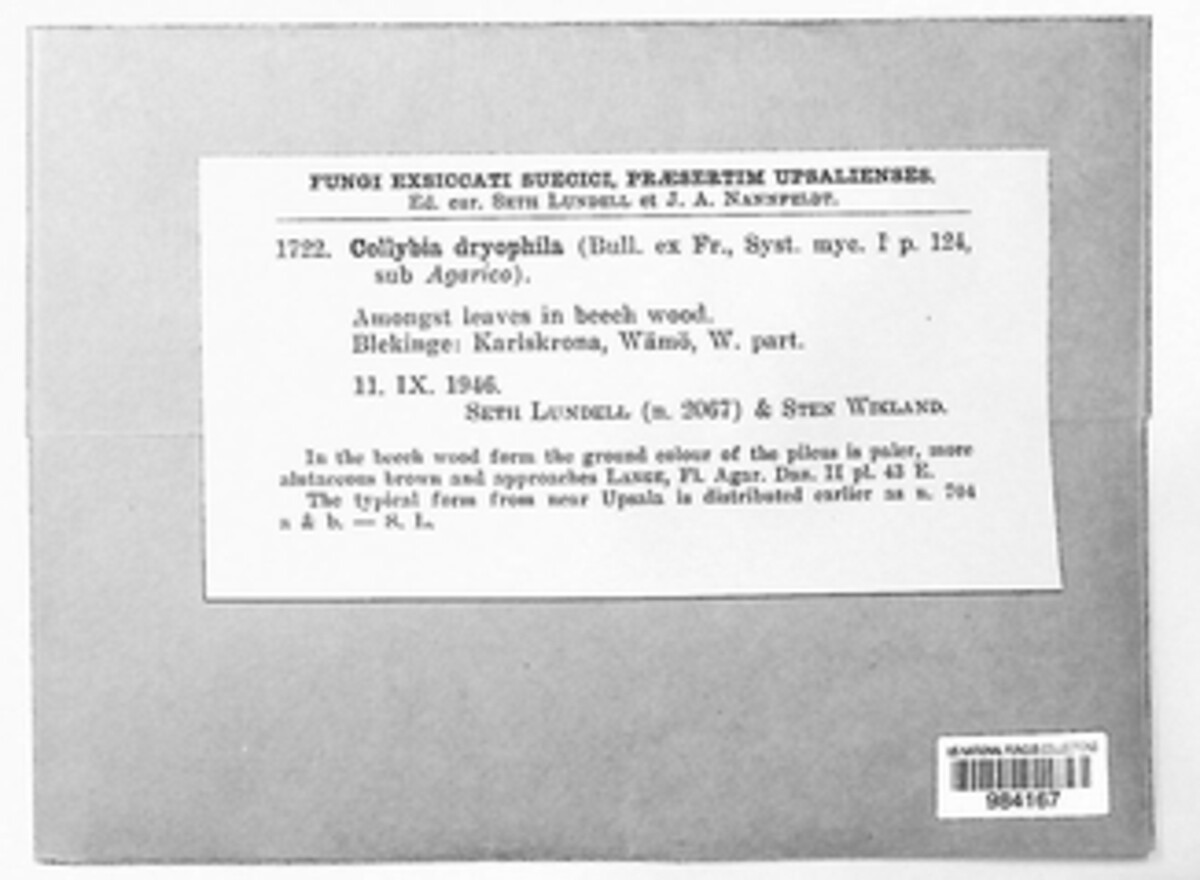 FUNGI EXSICCATI SUECICI, PRÆSERTIM UPSALIENSES.
Ed. cur. SETH LUNDELL et J. A. NANNFELDT.
1722. Collybia dryophila (Bull. ex Fr., Syst. myc. I p. 124,
sub Agarico).
Amongst leaves in beech wood.
Blekinge: Karlskrona, Wämö, W. part.
11. IX. 1946.
SETH LUNDELL (n. 2067) & STEN WIKLAND.
In the beech wood form the ground colour of the pileus is paler, more
alutaceous brown and approaches LANGE, Fl. Agar. Dan. II pl. 43 E.
The typical form from near Upsala is distributed earlier as n. 704
a & b. — S. L.
US NATIONAL FUNGUS COLLECTIONS
984167